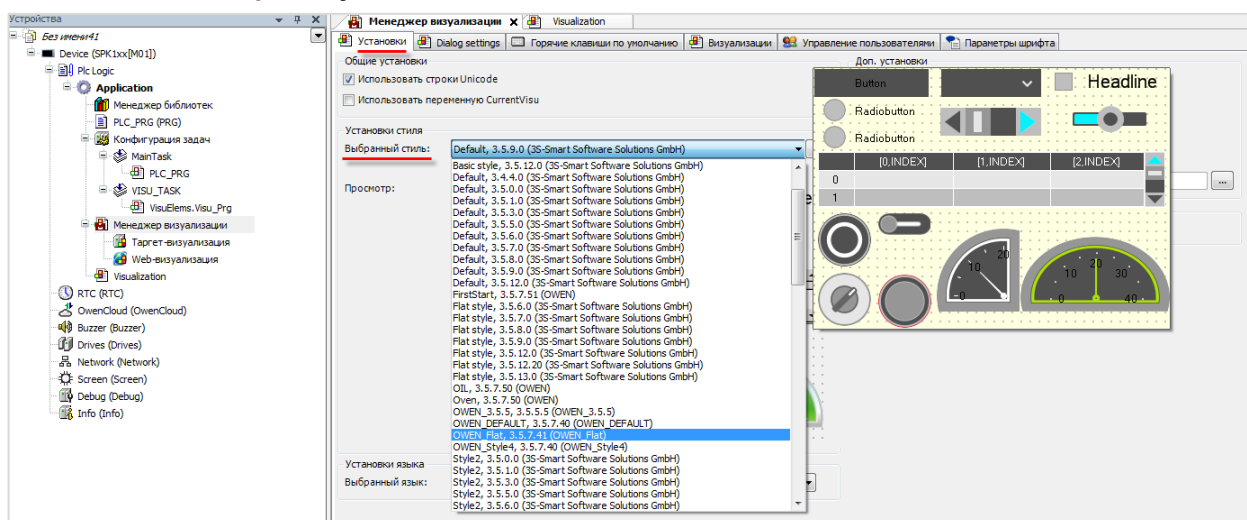 Устройства
Без имени41
Device (SPK1xx[M01])
Plc Logic
Application
Менеджер библиотек
PLC_PRG (PRG)
Конфигурация задач
MainTask
PLC_PRG
VISU_TASK
VisuElems.Visu_Prg
Менеджер визуализации
Таргет-визуализация
Web-визуализация
Visualization
RTC (RTC)
OwenCloud (OwenCloud)
Buzzer (Buzzer)
Drives (Drives)
Network (Network)
Screen (Screen)
Debug (Debug)
Info (Info)
Менеджер визуализации Visualization
Установки Dialog settings Горячие клавиши по умолчанию Визуализации Управление пользователями Параметры шрифта
Общие установки
Использовать строки Unicode
Использовать переменную CurrentVisu
Установки стиля
Выбранный стиль: Default, 3.5.9.0 (3S-Smart Software Solutions GmbH)
Просмотр:
Basic style, 3.5.12.0 (3S-Smart Software Solutions GmbH)
Default, 3.4.4.0 (3S-Smart Software Solutions GmbH)
Default, 3.5.0.0 (3S-Smart Software Solutions GmbH)
Default, 3.5.1.0 (3S-Smart Software Solutions GmbH)
Default, 3.5.3.0 (3S-Smart Software Solutions GmbH)
Default, 3.5.5.0 (3S-Smart Software Solutions GmbH)
Default, 3.5.6.0 (3S-Smart Software Solutions GmbH)
Default, 3.5.7.0 (3S-Smart Software Solutions GmbH)
Default, 3.5.8.0 (3S-Smart Software Solutions GmbH)
Default, 3.5.9.0 (3S-Smart Software Solutions GmbH)
Default, 3.5.12.0 (3S-Smart Software Solutions GmbH)
FirstStart, 3.5.7.51 (OWEN)
Flat style, 3.5.6.0 (3S-Smart Software Solutions GmbH)
Flat style, 3.5.7.0 (3S-Smart Software Solutions GmbH)
Flat style, 3.5.8.0 (3S-Smart Software Solutions GmbH)
Flat style, 3.5.9.0 (3S-Smart Software Solutions GmbH)
Flat style, 3.5.12.0 (3S-Smart Software Solutions GmbH)
Flat style, 3.5.12.20 (3S-Smart Software Solutions GmbH)
Flat style, 3.5.13.0 (3S-Smart Software Solutions GmbH)
OIL, 3.5.7.50 (OWEN)
Oven, 3.5.7.50 (OWEN)
OWEN_3.5.5, 3.5.5.5 (OWEN_3.5.5)
OWEN_DEFAULT, 3.5.7.40 (OWEN_DEFAULT)
OWEN_Flat, 3.5.7.41 (OWEN_Flat)
OWEN_Style4, 3.5.7.40 (OWEN_Style4)
Style2, 3.5.0.0 (3S-Smart Software Solutions GmbH)
Style2, 3.5.1.0 (3S-Smart Software Solutions GmbH)
Style2, 3.5.3.0 (3S-Smart Software Solutions GmbH)
Style2, 3.5.5.0 (3S-Smart Software Solutions GmbH)
Style2, 3.5.6.0 (3S-Smart Software Solutions GmbH)
Установки языка
Выбранный язык:
Доп. установки
Button Headline
Radiobutton
Radiobutton
[0,INDEX] [1,INDEX] [2,INDEX]
0
1
0 10 20
0 10 20 30 40
...